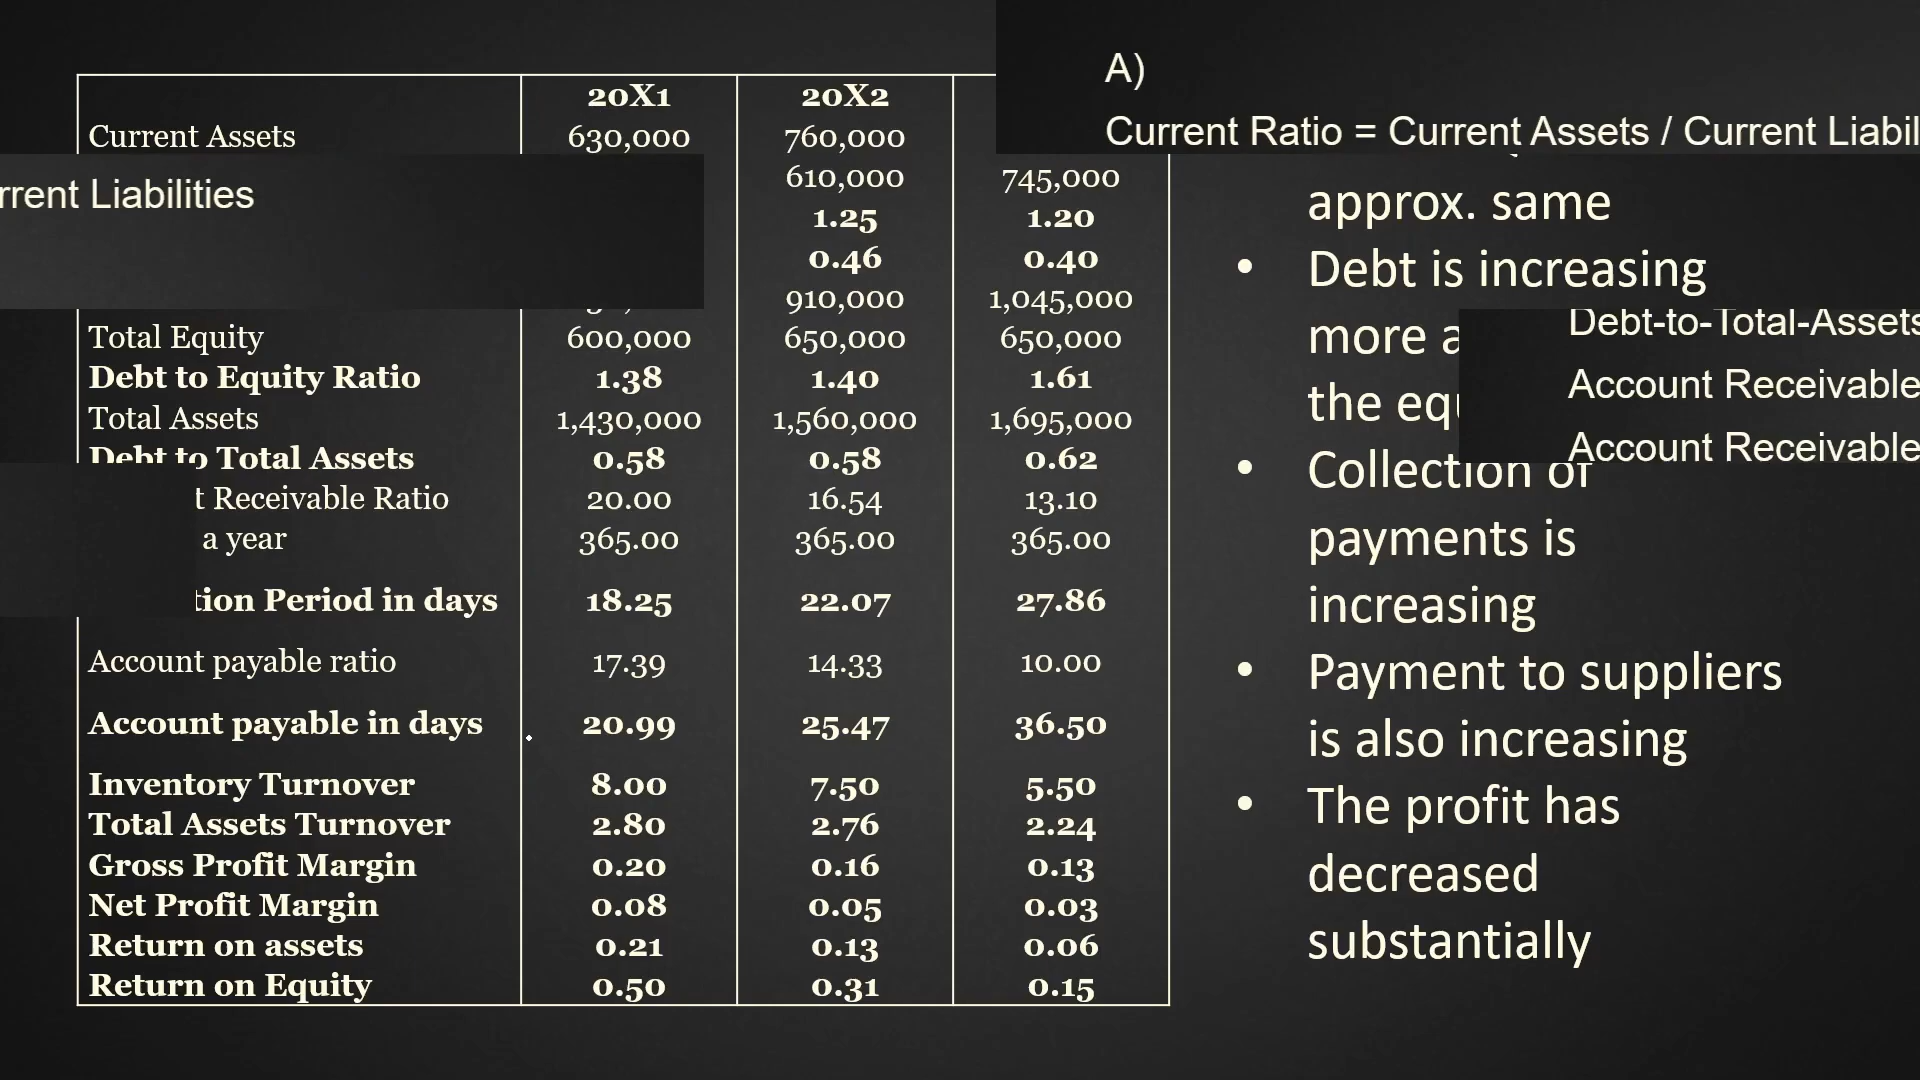 20X1 20X2
Current Assets 630,000 760,000
610,000 745,000
1.25 1.20
0.46 0.40
910,000 1,045,000
Total Equity 600,000 650,000 650,000
Debt to Equity Ratio 1.38 1.40 1.61
Total Assets 1,430,000 1,560,000 1,695,000
Debt to Total Assets 0.58 0.58 0.62
t Receivable Ratio 20.00 16.54 13.10
a year 365.00 365.00 365.00
tion Period in days 18.25 22.07 27.86
Account payable ratio 17.39 14.33 10.00
Account payable in days 20.99 25.47 36.50
Inventory Turnover 8.00 7.50 5.50
Total Assets Turnover 2.80 2.76 2.24
Gross Profit Margin 0.20 0.16 0.13
Net Profit Margin 0.08 0.05 0.03
Return on assets 0.21 0.13 0.06
Return on Equity 0.50 0.31 0.15
rrent Liabilities
A)
Current Ratio = Current Assets / Current Liabil
approx. same
• Debt is increasing
more a
the equ
• Collection of
payments is
increasing
• Payment to suppliers
is also increasing
• The profit has
decreased
substantially
Debt-to-Total-Assets
Account Receivable
Account Receivable